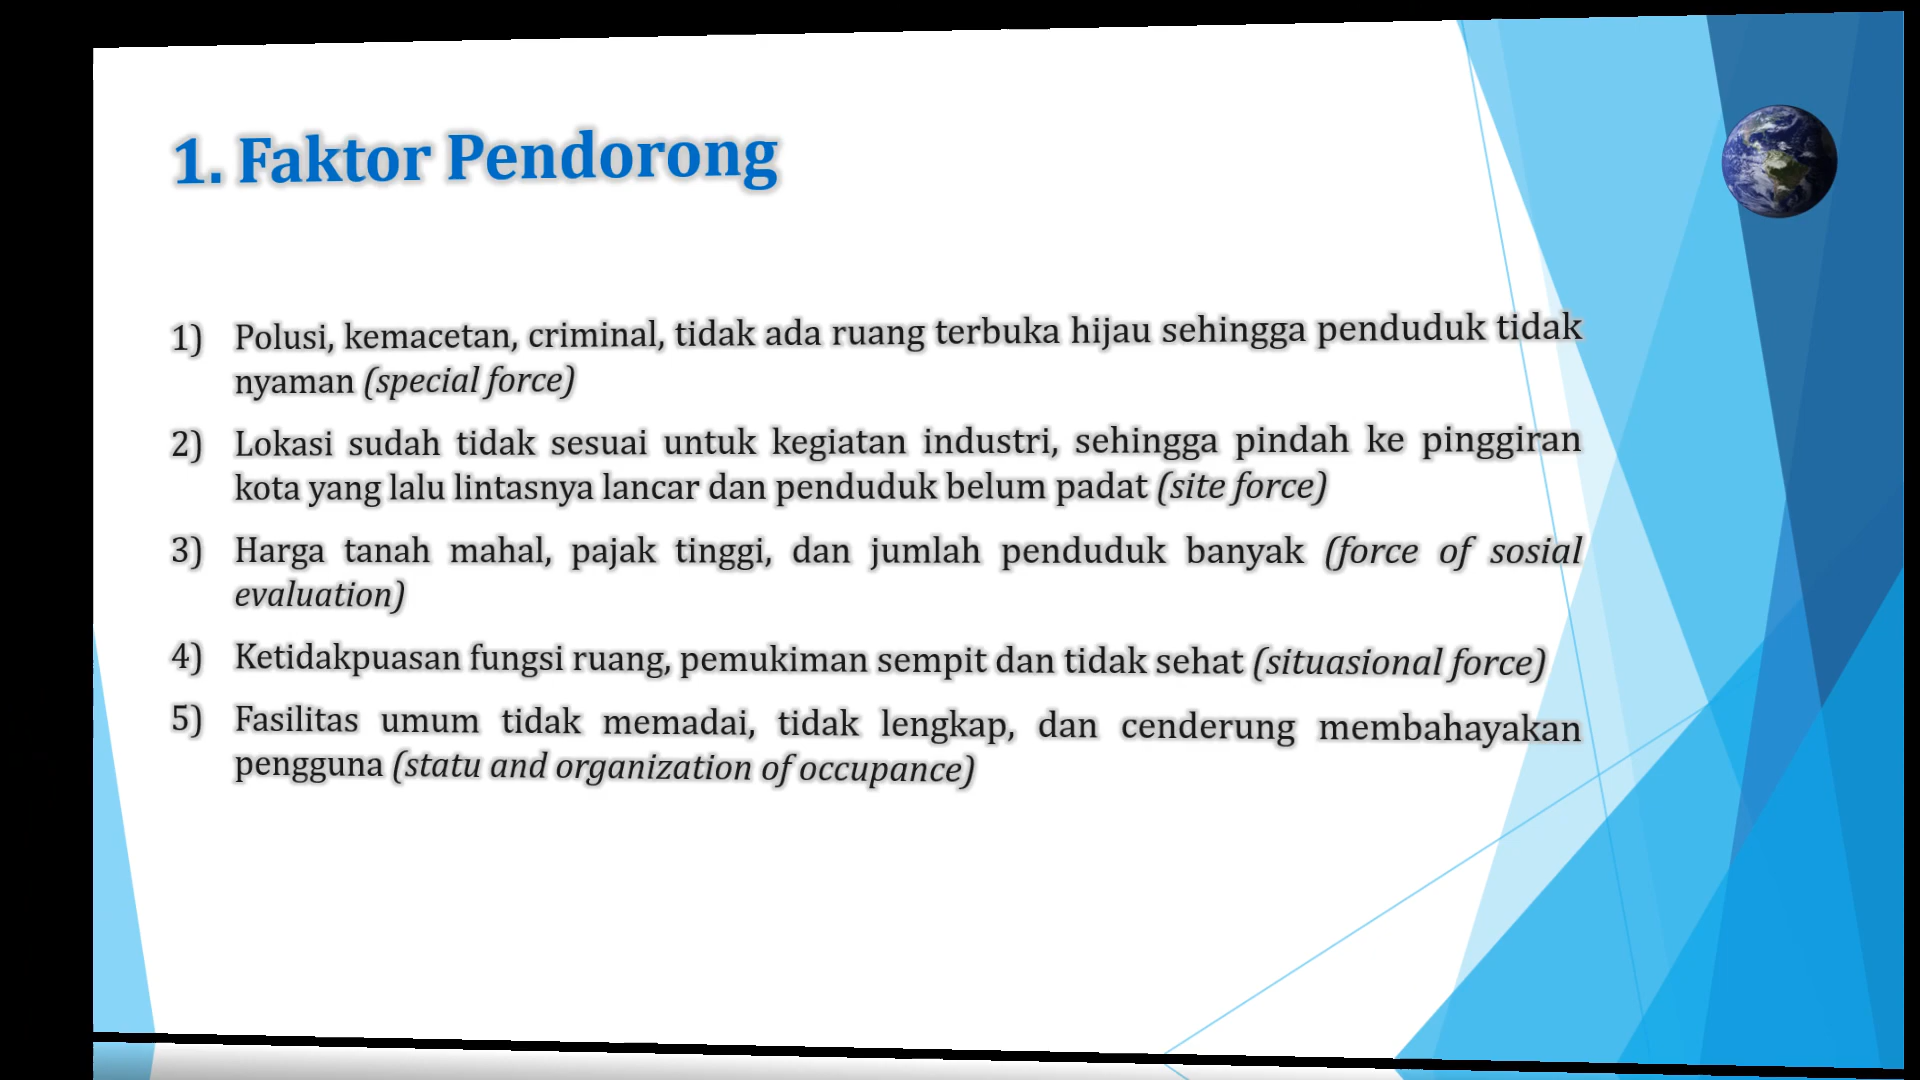 1. Faktor Pendorong
1) Polusi, kemacetan, criminal, tidak ada ruang terbuka hijau sehingga penduduk tidak
nyaman (special force)
2) Lokasi sudah tidak sesuai untuk kegiatan industri, sehingga pindah ke pinggiran
kota yang lalu lintasnya lancar dan penduduk belum padat (site force)
3) Harga tanah mahal, pajak tinggi, dan jumlah penduduk banyak (force of sosial
evaluation)
4) Ketidakpuasan fungsi ruang, pemukiman sempit dan tidak sehat (situasional force)
5) Fasilitas umum tidak memadai, tidak lengkap, dan cenderung membahayakan
pengguna (statu and organization of occupance)